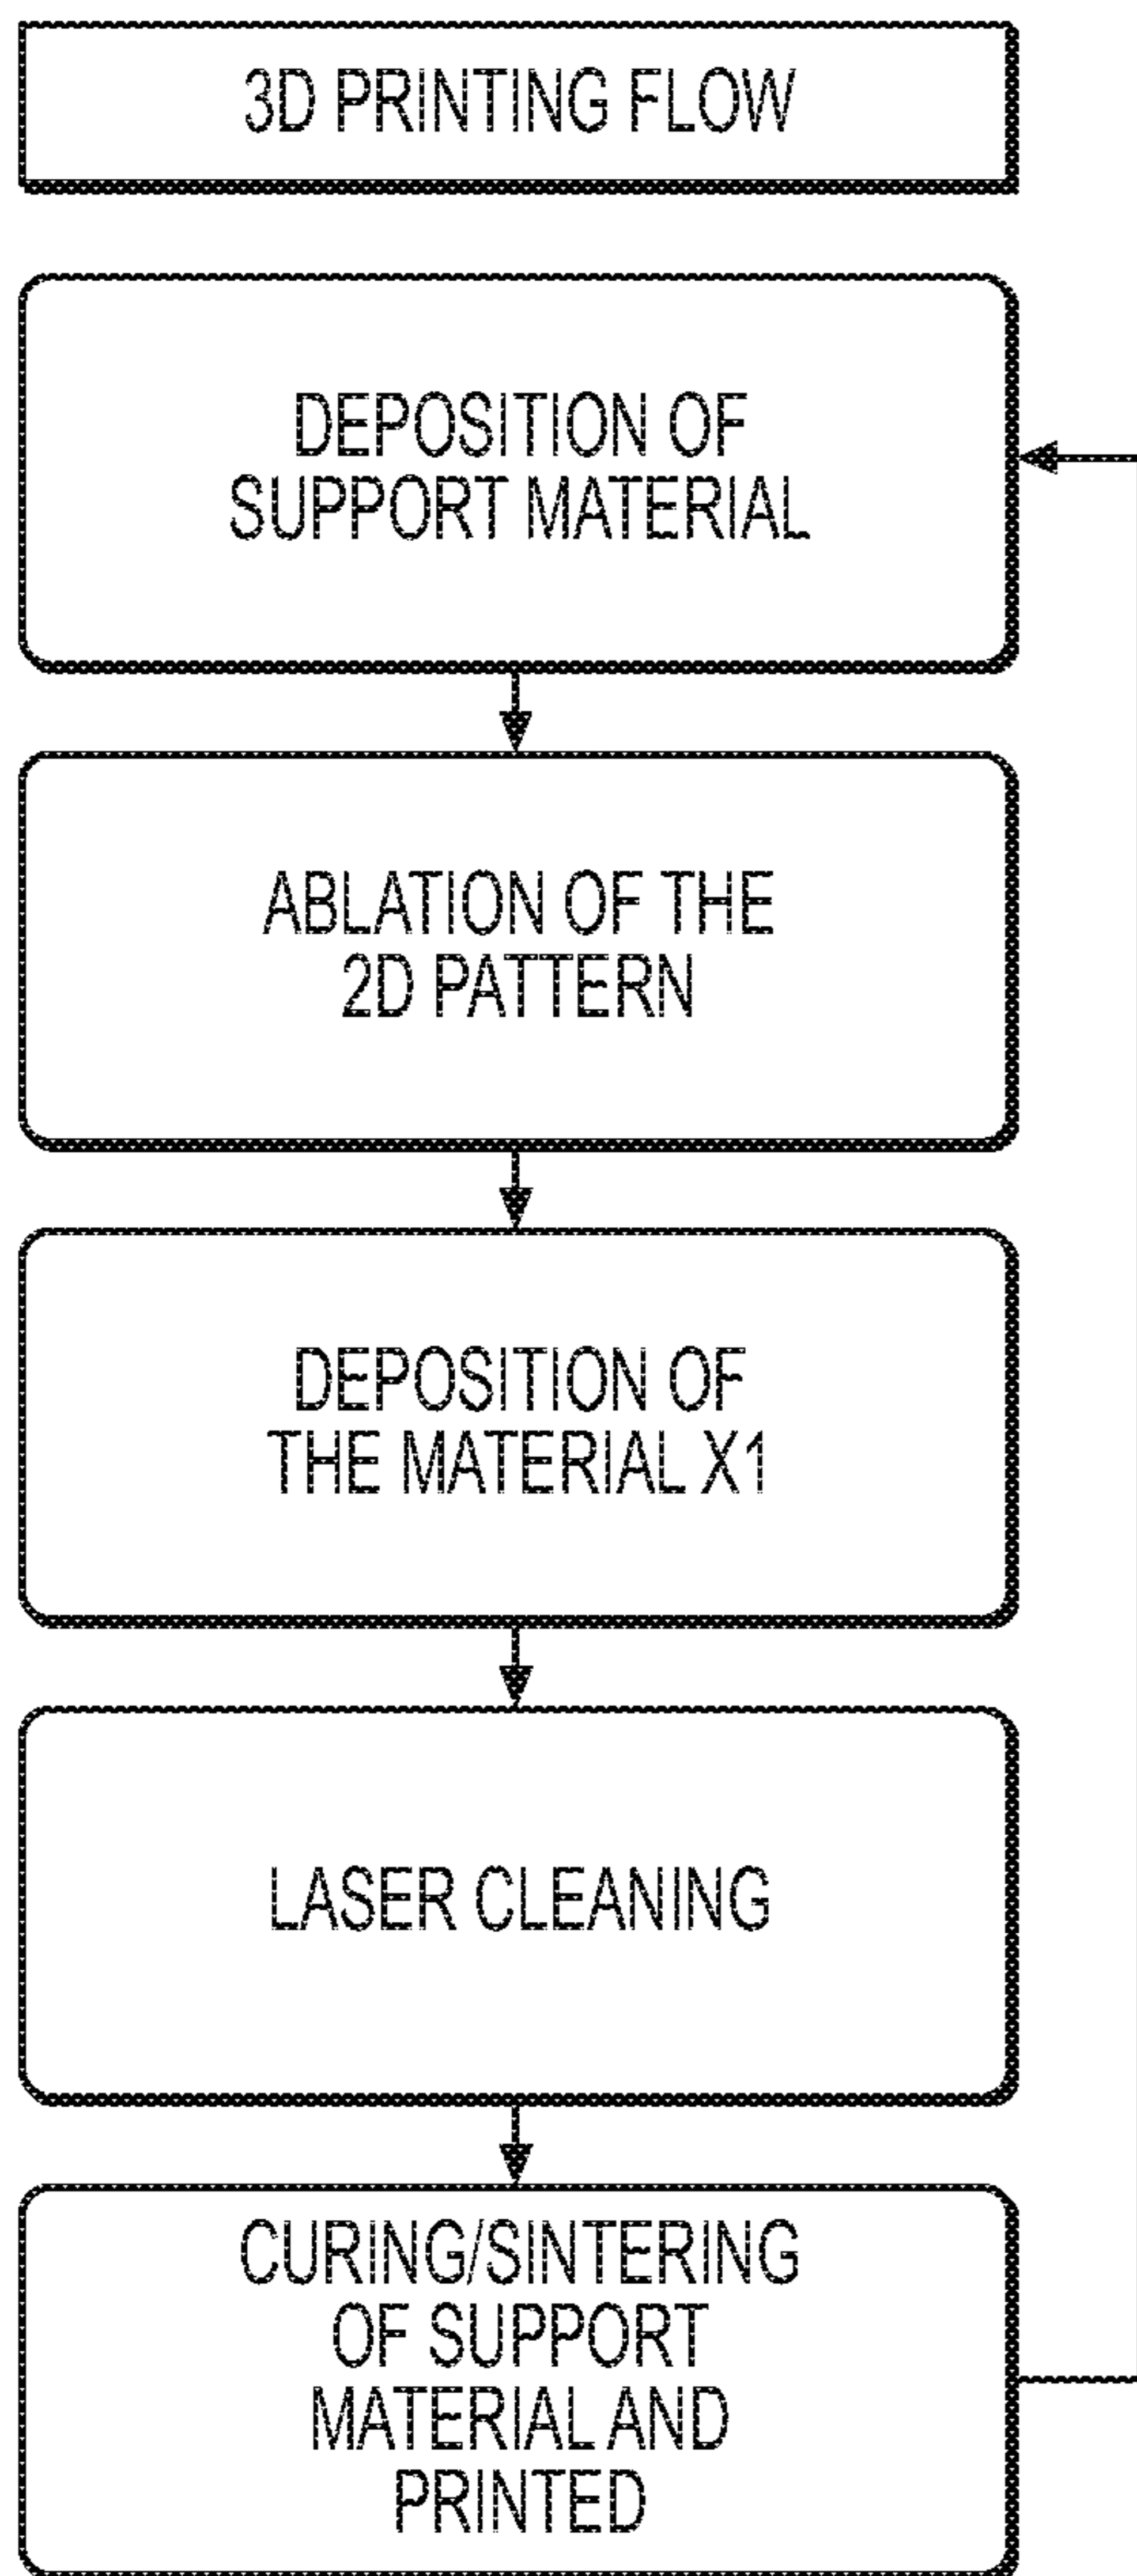 3D PRINTING FLOW
DEPOSITION OF
SUPPORT MATERIAL
ABLATION OF THE
2D PATTERN
DEPOSITION OF
THE MATERIAL X1
LASER CLEANING
CURING/SINTERING
OF SUPPORT
MATERIAL AND
PRINTED